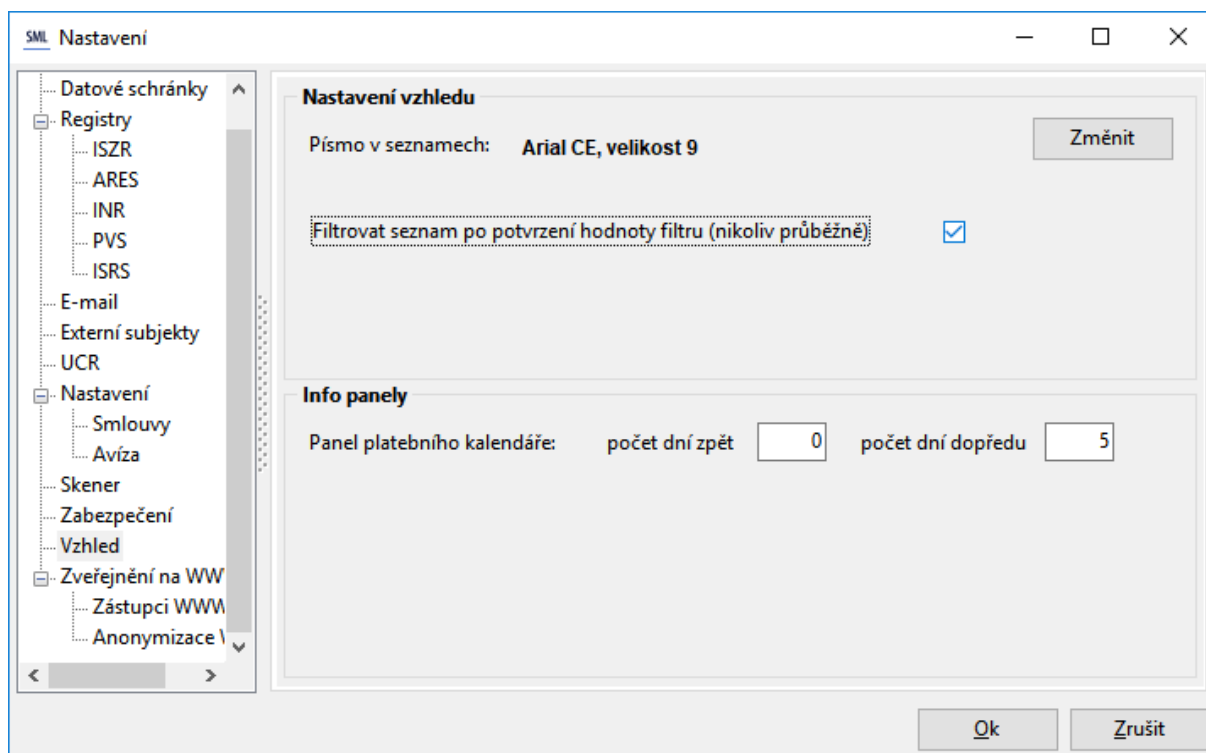 SML Nastavení
Datové schránky
Registry
ISZR
ARES
INR
PVS
ISRS
E-mail
Externí subjekty
UCR
Nastavení
Smlouvy
Avíza
Skener
Zabezpečení
Vzhled
Zveřejnění na WW
Zástupci WWW
Anonymizace
Nastavení vzhledu
Písmo v seznamech: Arial CE, velikost 9 Změnit
Filtrovat seznam po potvrzení hodnoty filtru (nikoliv průběžně)
Info panely
Panel platebního kalendáře: počet dní zpět 0 počet dní dopředu 5
Ok Zrušit